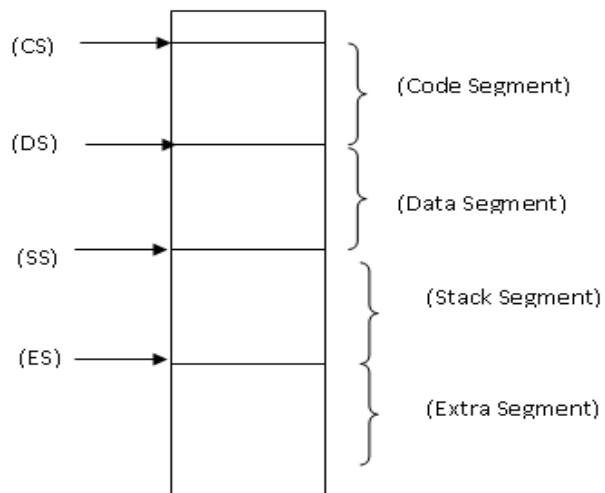 (CS)
(Code Segment)
(DS)
(Data Segment)
(SS)
(Stack Segment)
(ES)
(Extra Segment)